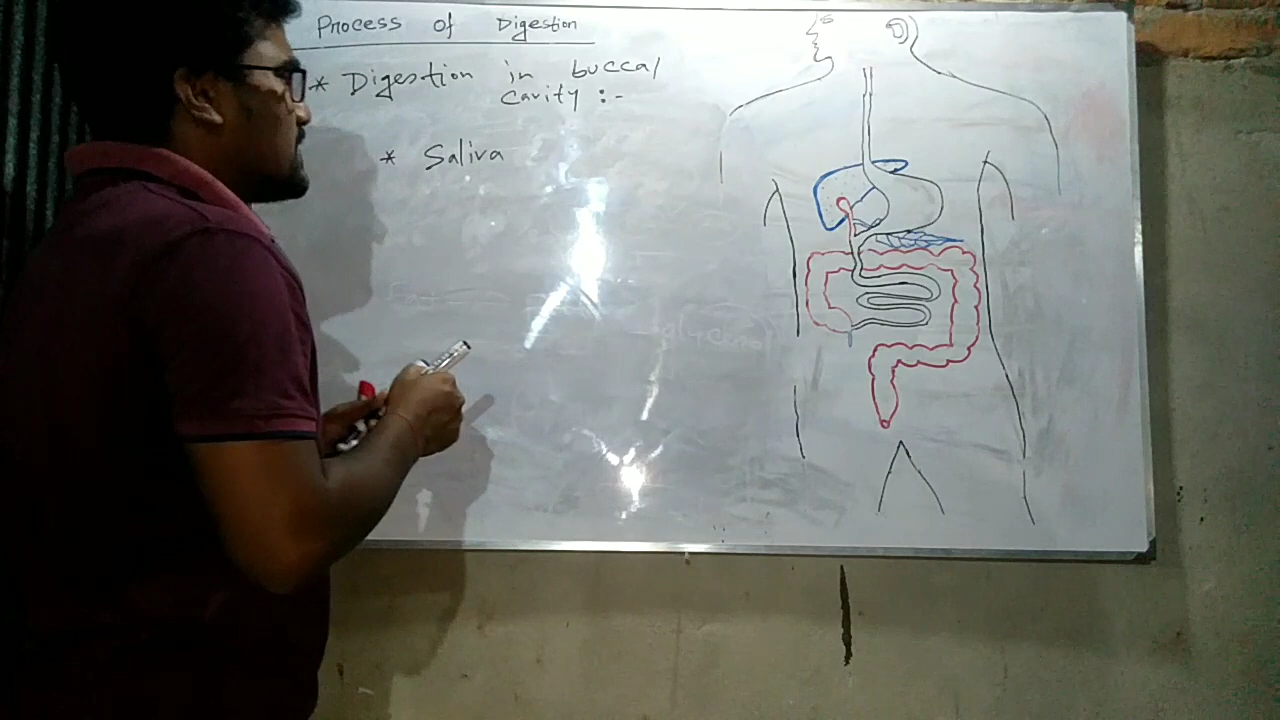 Process of Digestion
* Digestion in buccal
cavity :-
* Saliva